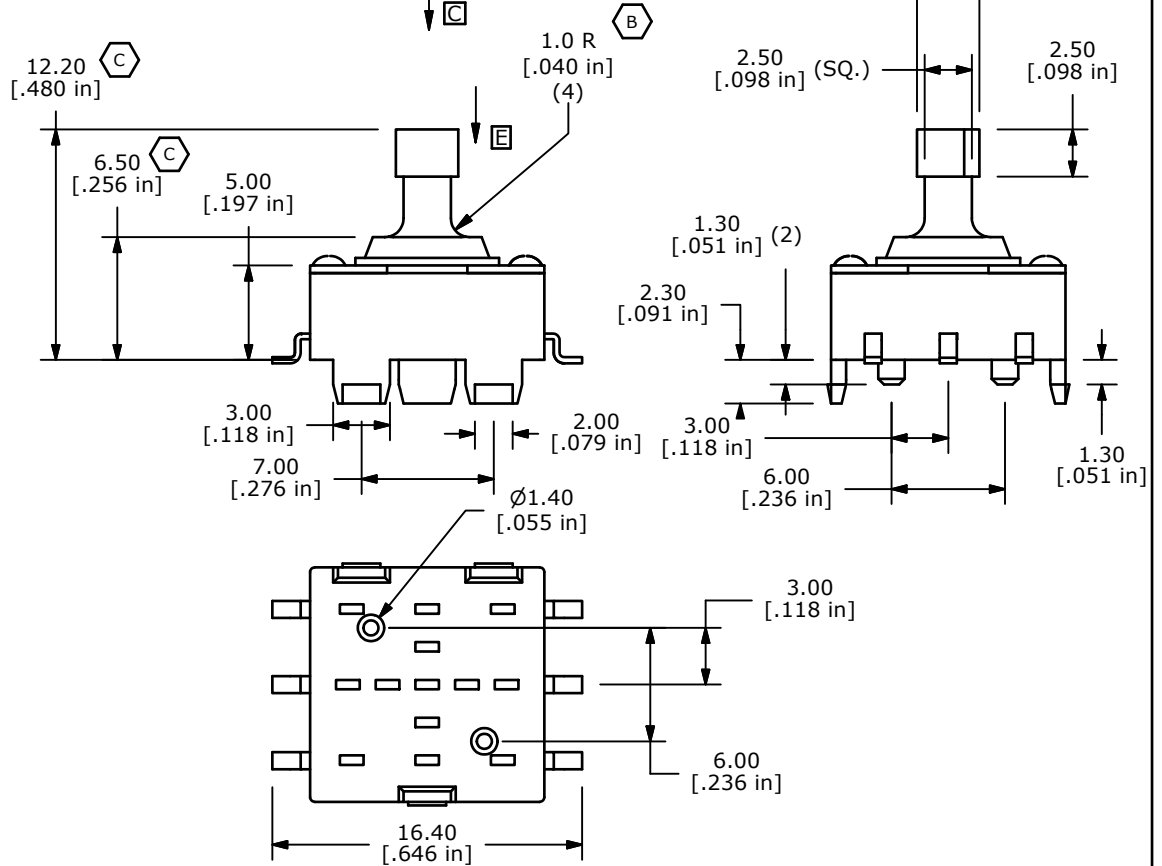 C
B
12.20
[.480 in]
C
1.0 R
[.040 in]
(4)
2.50
[.098 in]
(SQ.)
2.50
[.098 in]
E
6.50
[.256 in]
C
5.00
[.197 in]
1.30
[.051 in]
(2)
2.30
[.091 in]
3.00
[.118 in]
2.00
[.079 in]
3.00
[.118 in]
1.30
[.051 in]
7.00
[.276 in]
6.00
[.236 in]
Ø1.40
[.055 in]
3.00
[.118 in]
6.00
[.236 in]
16.40
[.646 in]